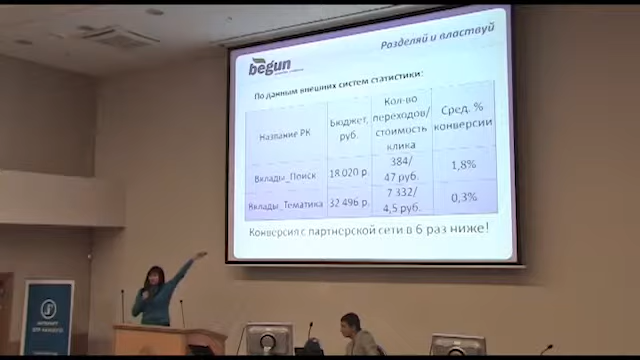 Разделяй и властвуй
begun
По данным внешних систем статистики:
Название РК
Бюджет,
руб.
Кол-во
переходов/
стоимость
клика
Сред. %
конверсии
Вклады_Поиск
18 020 р.
384/
47 руб.
1,8%
Вклады_Тематика
32 496 р.
7 332/
4,5 руб.
0,3%
Конверсия с партнерской сети в 6 раз ниже!
ИНТЕРНЕТ